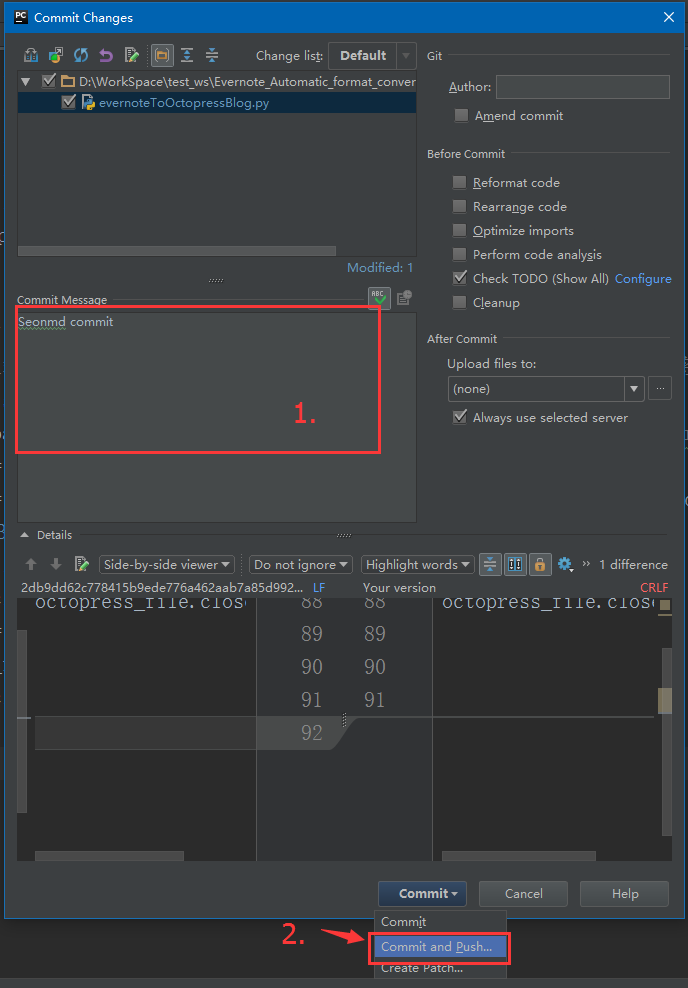 PC Commit Changes
Change list: Default
D:\WorkSpace\test_ws\Evernote_Automatic_format_conver
evernoteToOctopressBlog.py
Modified: 1
Commit Message
ABC
Seonmd commit
1.
Git
Author:
Amend commit
Before Commit
Reformat code
Rearrange code
Optimize imports
Perform code analysis
Check TODO (Show All) Configure
Cleanup
After Commit
Upload files to:
(none)
...
Always use selected server
Details
Side-by-side viewer Do not ignore Highlight words » 1 difference
2db9dd62c778415b9ede776a462aab7a85d992... LF Your version CRLF
octopress_file.close 88 88 octopress_file.close
89 89
90 90
91 91
92
Commit Cancel Help
Commit
2. Commit and Push...
Create Patch...